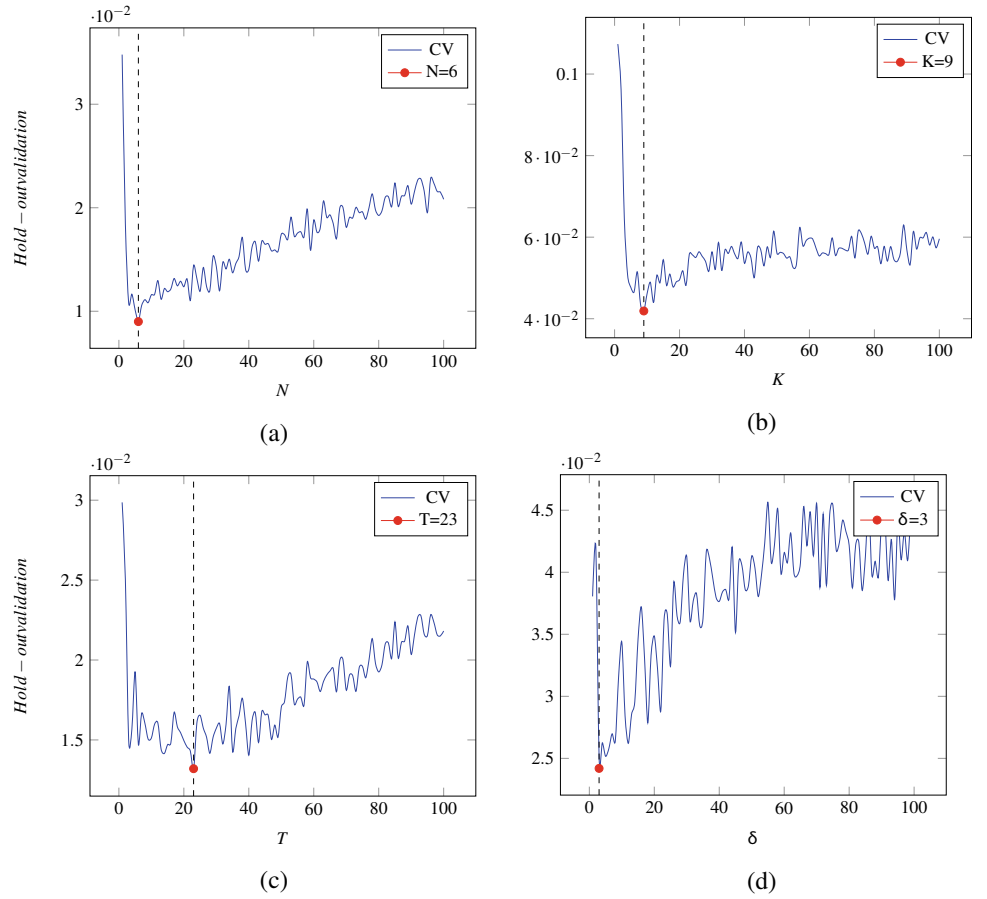 ·10−2
CV
N=6
3
2
1
Hold − outvalidation
0 20 40 60 80 100
N
(a)
CV
K=9
0.1
8 · 10−2
6 · 10−2
4 · 10−2
0 20 40 60 80 100
K
(b)
·10−2
CV
T=23
3
2.5
2
1.5
Hold − outvalidation
0 20 40 60 80 100
T
(c)
·10−2
CV
δ=3
4.5
4
3.5
3
2.5
0 20 40 60 80 100
δ
(d)